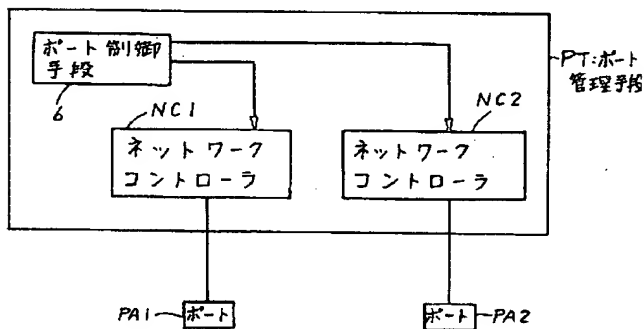 ポート制御
手段
6
PT:ポート
管理手段
NC1
NC2
ネットワーク
コントローラ
ネットワーク
コントローラ
PA1
ポート
ポート
PA2